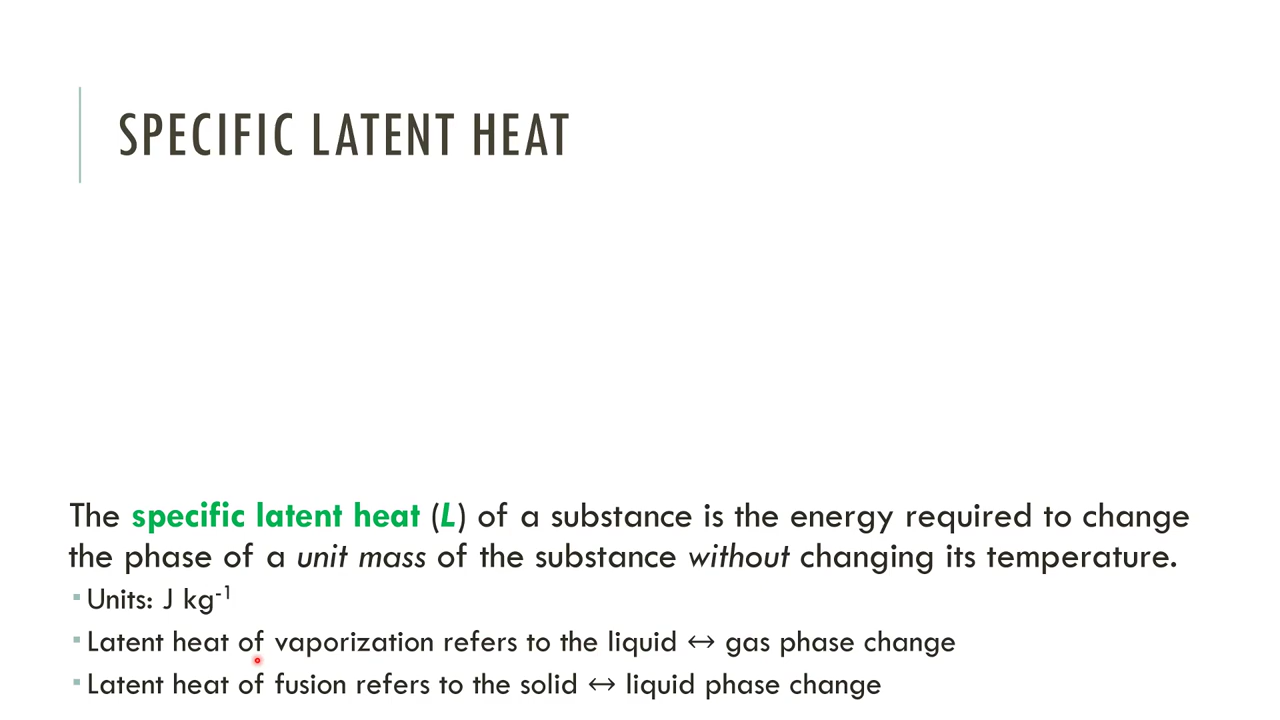 SPECIFIC LATENT HEAT
The specific latent heat (L) of a substance is the energy required to change
the phase of a unit mass of the substance without changing its temperature.
▪ Units: J kg⁻¹
▪ Latent heat of vaporization refers to the liquid ↔ gas phase change
▪ Latent heat of fusion refers to the solid ↔ liquid phase change